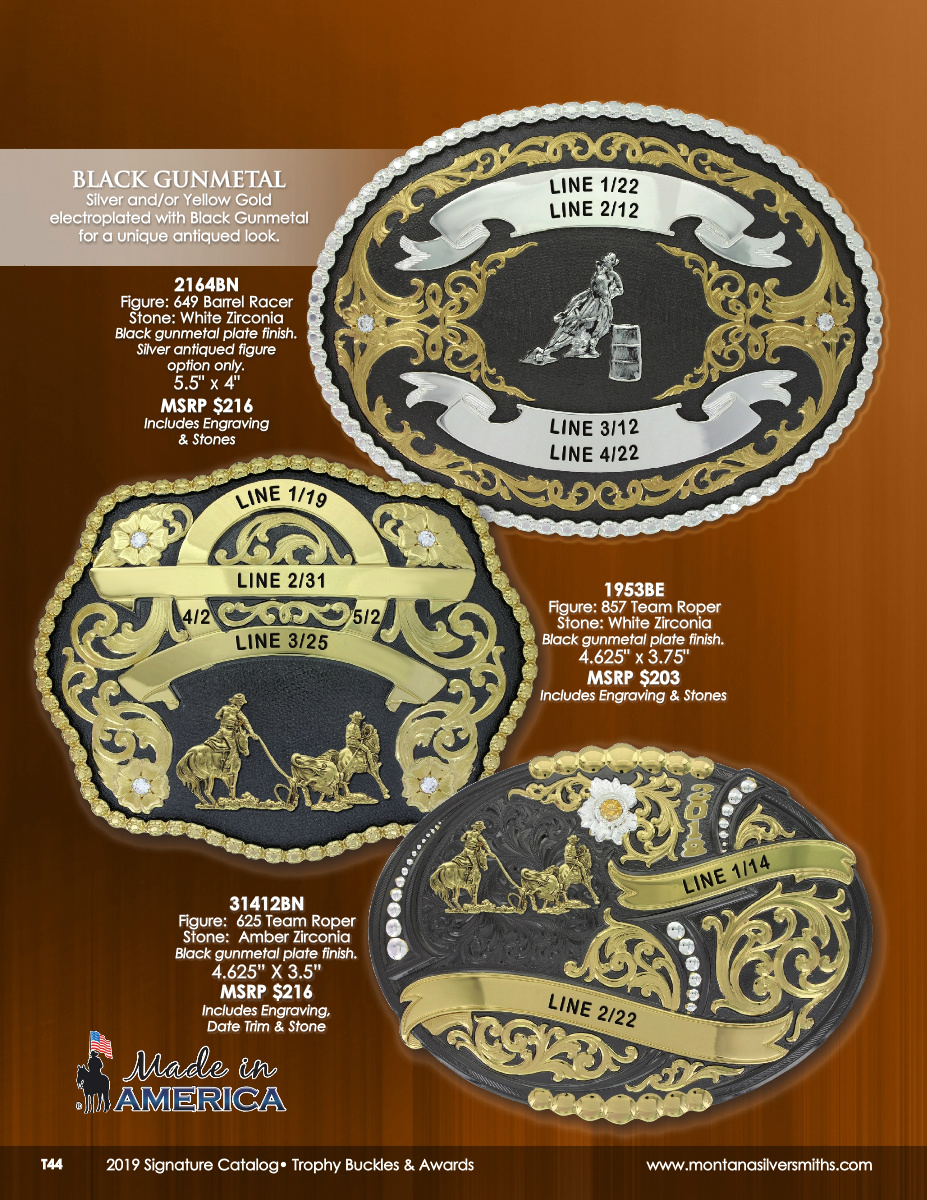 BLACK GUNMETAL
Silver and/or Yellow Gold
electroplated with Black Gunmetal
for a unique antiqued look.
LINE 1/22
LINE 2/12
LINE 3/12
LINE 4/22
2164BN
Figure: 649 Barrel Racer
Stone: White Zirconia
Black gunmetal plate finish.
Silver antiqued figure
option only.
5.5" x 4"
MSRP $216
Includes Engraving
& Stones
LINE 1/19
LINE 2/31
4/2
5/2
LINE 3/25
1953BE
Figure: 857 Team Roper
Stone: White Zirconia
Black gunmetal plate finish.
4.625" x 3.75"
MSRP $203
Includes Engraving & Stones
2018
LINE 1/14
LINE 2/22
31412BN
Figure: 625 Team Roper
Stone: Amber Zirconia
Black gunmetal plate finish.
4.625" X 3.5"
MSRP $216
Includes Engraving,
Date Trim & Stone
Made in
®AMERICA
T44 2019 Signature Catalog• Trophy Buckles & Awards www.montanasilversmiths.com